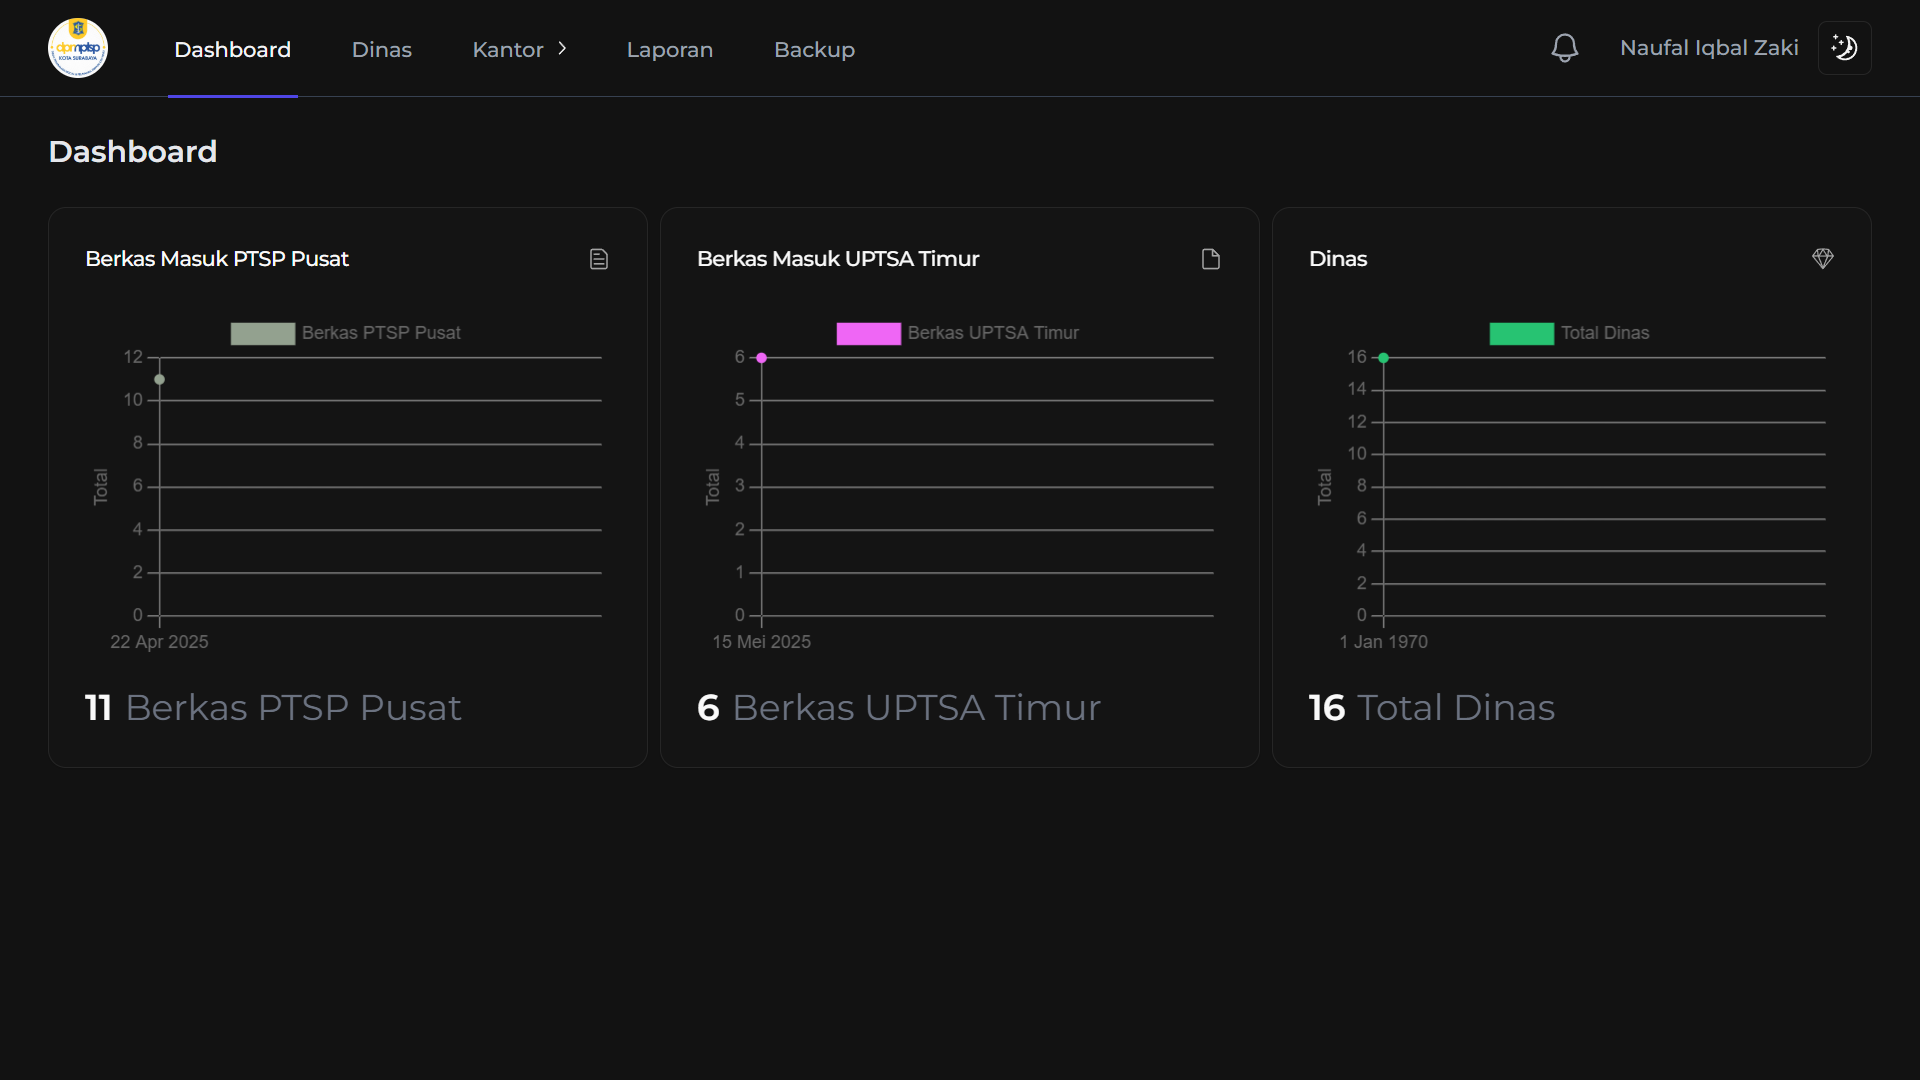 dpmptsp
KOTA SURABAYA
Dashboard
Dinas
Kantor
Laporan
Backup
Naufal Iqbal Zaki
Dashboard
Berkas Masuk PTSP Pusat
Berkas PTSP Pusat
12
10
8
6
4
2
0
Total
22 Apr 2025
11 Berkas PTSP Pusat
Berkas Masuk UPTSA Timur
Berkas UPTSA Timur
6
5
4
3
2
1
0
Total
15 Mei 2025
6 Berkas UPTSA Timur
Dinas
Total Dinas
16
14
12
10
8
6
4
2
0
Total
1 Jan 1970
16 Total Dinas